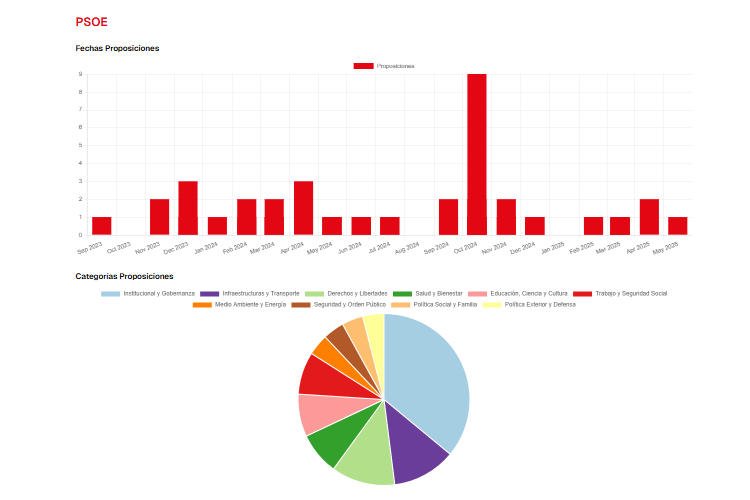 PSOE
Fechas Proposiciones
Proposiciones
9
8
7
6
5
4
3
2
1
0
Sep 2023 Oct 2023 Nov 2023 Dec 2023 Jan 2024 Feb 2024 Mar 2024 Apr 2024 May 2024 Jun 2024 Jul 2024 Aug 2024 Sep 2024 Oct 2024 Nov 2024 Dec 2024 Jan 2025 Feb 2025 Mar 2025 Apr 2025 May 2025
Categorías Proposiciones
Institucional y Gobernanza Infraestructuras y Transporte Derechos y Libertades Salud y Bienestar Educación, Ciencia y Cultura Trabajo y Seguridad Social
Medio Ambiente y Energía Seguridad y Orden Público Política Social y Familia Política Exterior y Defensa